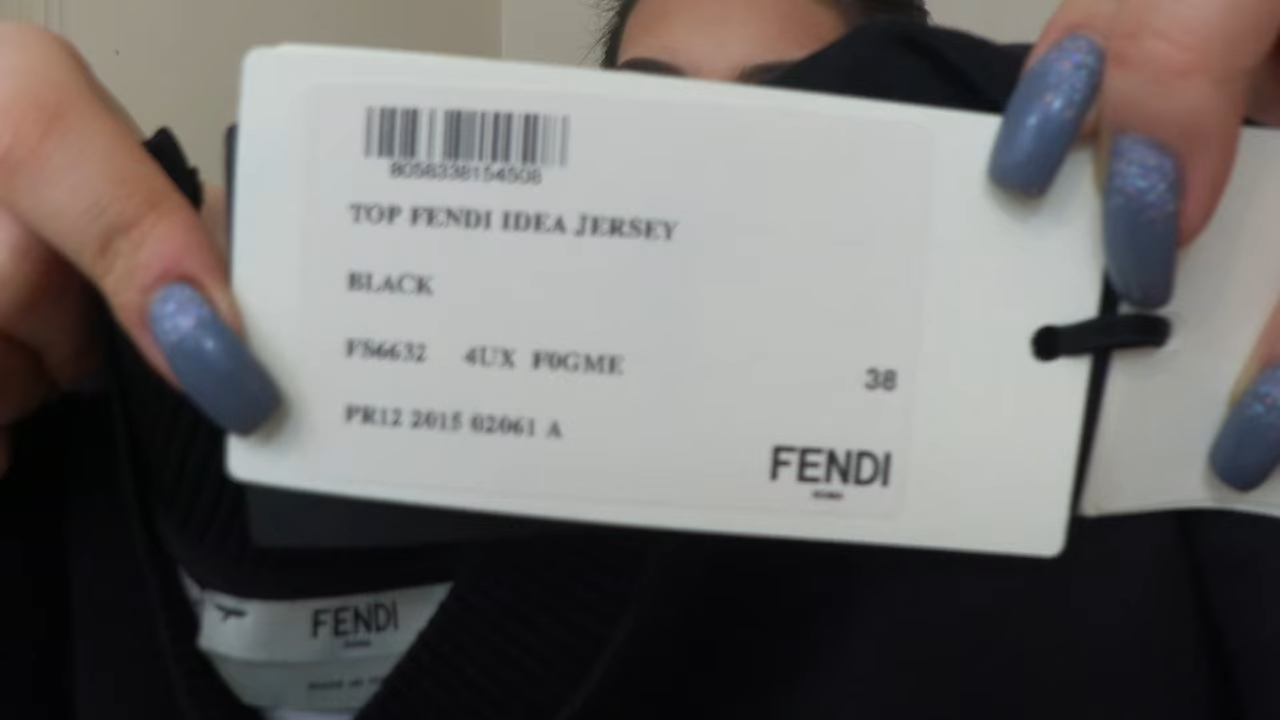 8058338154508
TOP FENDI IDEA JERSEY
BLACK
FS6632 4UX F0GME
38
PR12 2015 02061 A
FENDI
FENDI